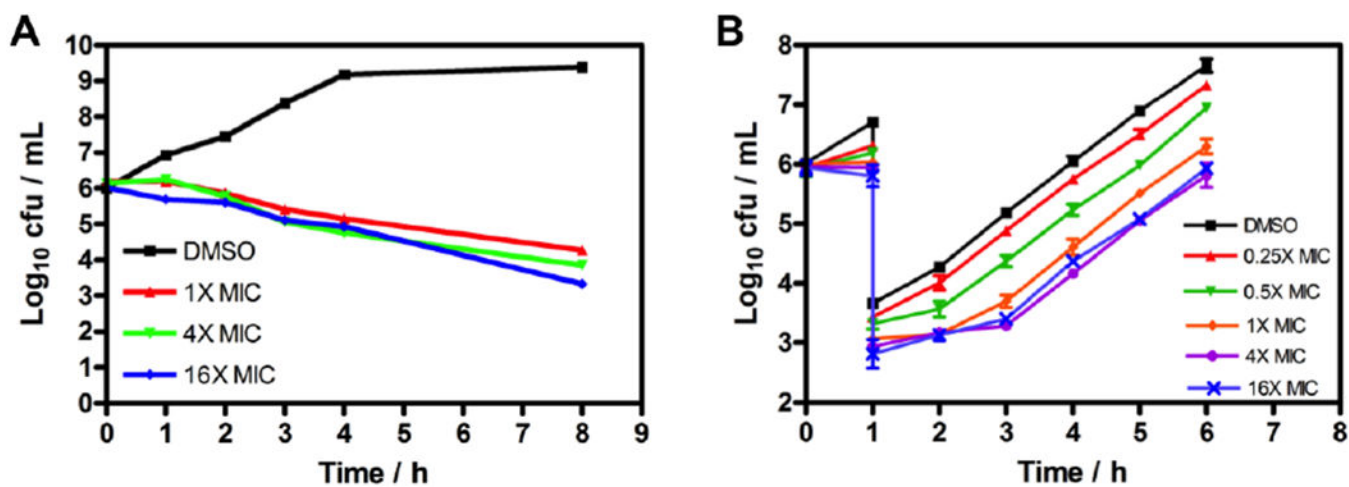 A
Log10 cfu / mL
10
9
8
7
6
5
4
3
2
1
0
DMSO
1X MIC
4X MIC
16X MIC
0 1 2 3 4 5 6 7 8 9
Time / h
B
Log10 cfu / mL
8
7
6
5
4
3
2
DMSO
0.25X MIC
0.5X MIC
1X MIC
4X MIC
16X MIC
0 1 2 3 4 5 6 7 8
Time / h